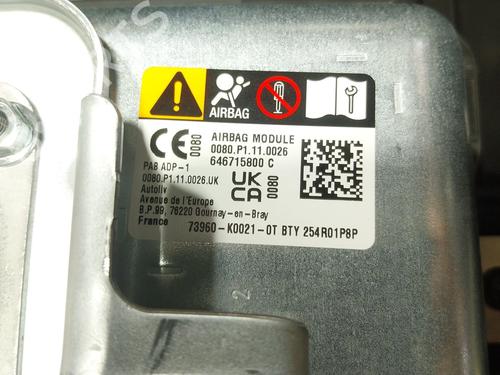 AIRBAG
CE 0080
AIRBAG MODULE
0080.P1.11.0026
646715800 C
PAB ADP-1
0080.P1.11.0026.UK
UK
CA 0080
Autoliv
Avenue de l'Europe
B.P.99, 76220 Gournay-en-Bray
France
73960-K0021-0T BTY 254R01P8P
2